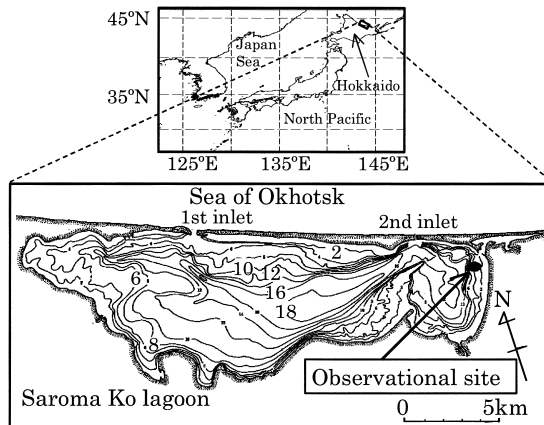 45°N
Japan
Sea
35°N
Hokkaido
North Pacific
125°E 135°E 145°E
Sea of Okhotsk
1st inlet 2nd inlet
2
10 12
6 16
18
8
N
Observational site
Saroma Ko lagoon
0 5km